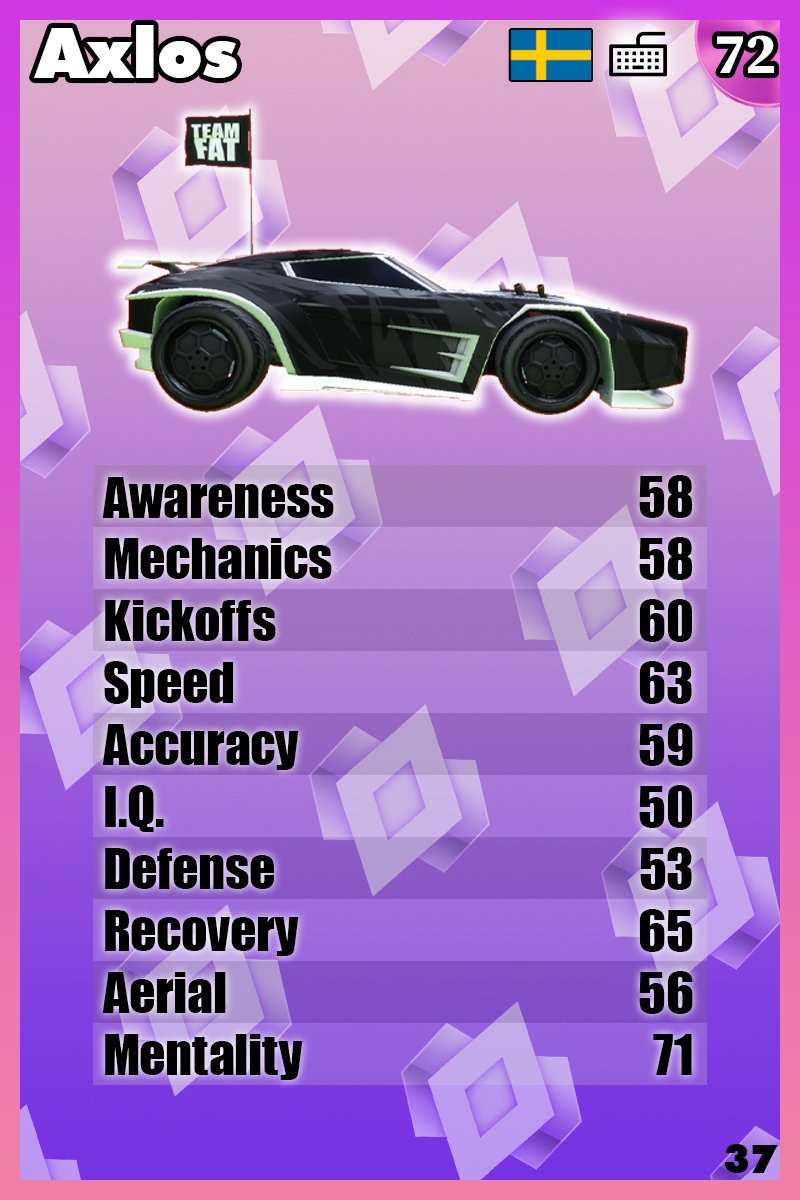 Axlos 72
TEAM
FAT
Awareness 58
Mechanics 58
Kickoffs 60
Speed 63
Accuracy 59
I.Q. 50
Defense 53
Recovery 65
Aerial 56
Mentality 71
37